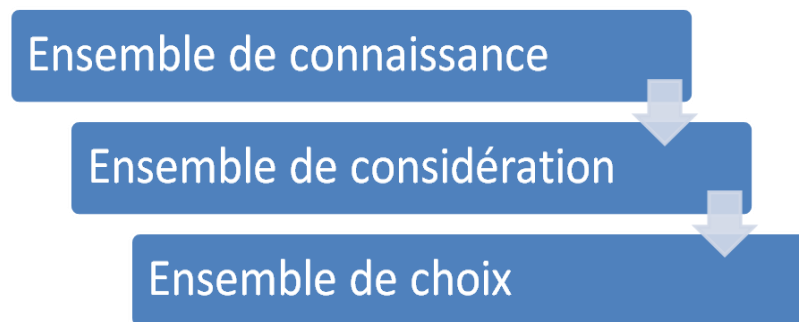 Ensemble de connaissance
Ensemble de considération
Ensemble de choix